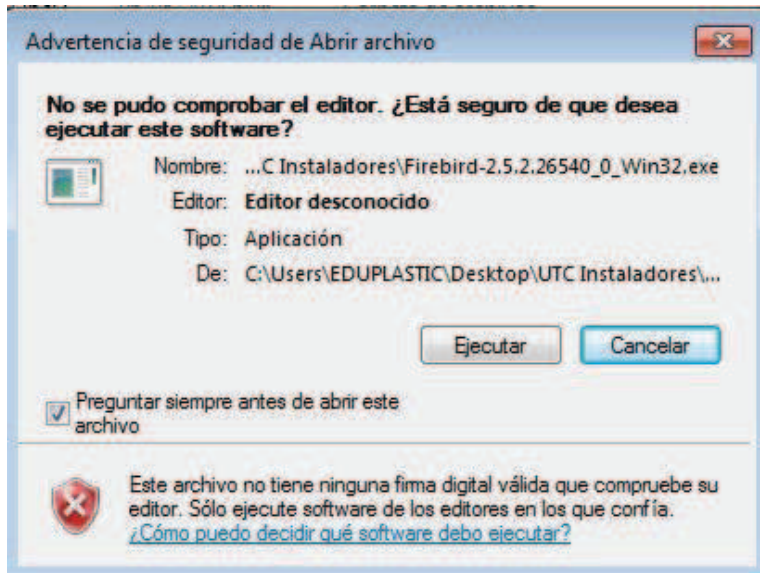 Advertencia de seguridad de Abrir archivo
No se pudo comprobar el editor. ¿Está seguro de que desea
ejecutar este software?
Nombre: ...C Instaladores\Firebird-2.5.2.26540_0_Win32.exe
Editor: Editor desconocido
Tipo: Aplicación
De: C:\Users\EDUPLASTIC\Desktop\UTC Instaladores\...
Ejecutar Cancelar
Preguntar siempre antes de abrir este
archivo
Este archivo no tiene ninguna firma digital válida que compruebe su
editor. Sólo ejecute software de los editores en los que confía.
¿Cómo puedo decidir qué software debo ejecutar?